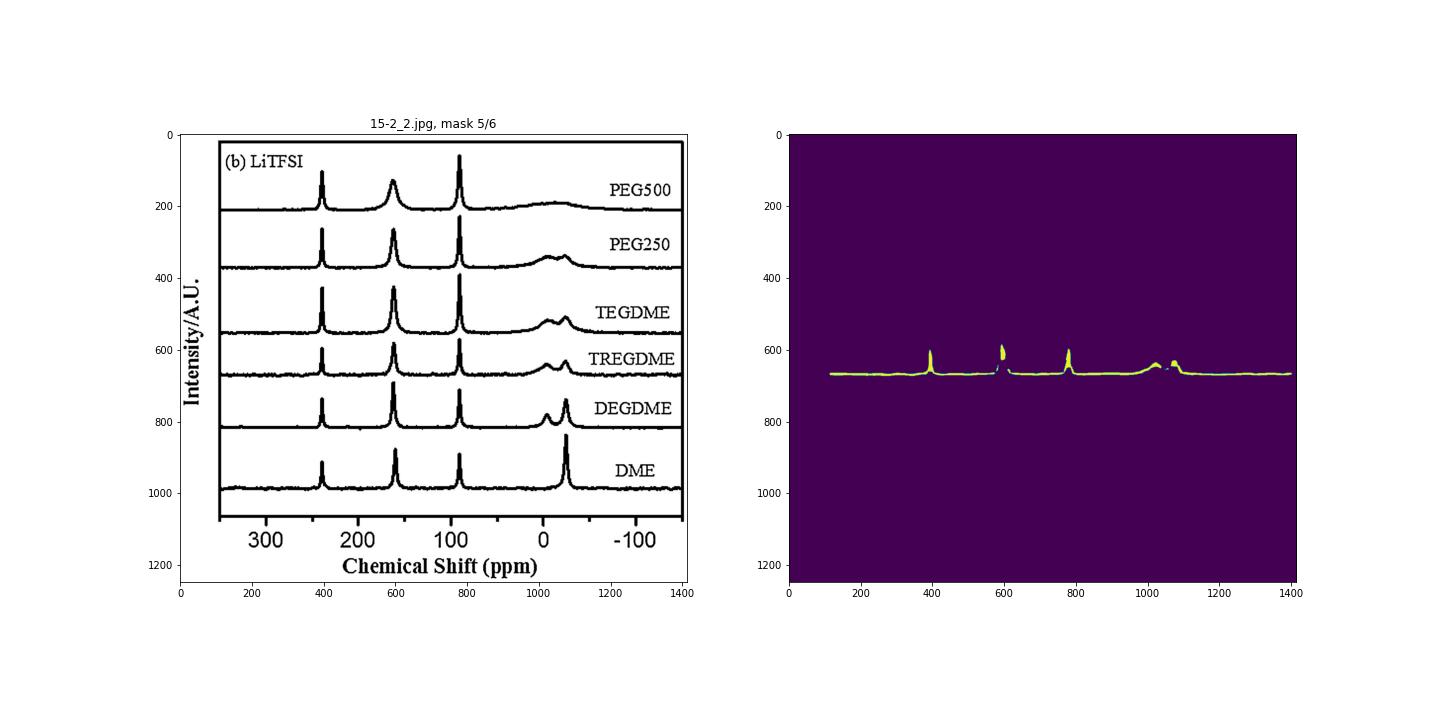 15-2_2.jpg, mask 5/6
0
200
400
600
800
1000
1200
Intensity/A.U.
(b) LiTFSI
PEG500
PEG250
TEGDME
TREGDME
DEGDME
DME
300 200 100 0 -100
Chemical Shift (ppm)
0 200 400 600 800 1000 1200 1400
0
200
400
600
800
1000
1200
0 200 400 600 800 1000 1200 1400